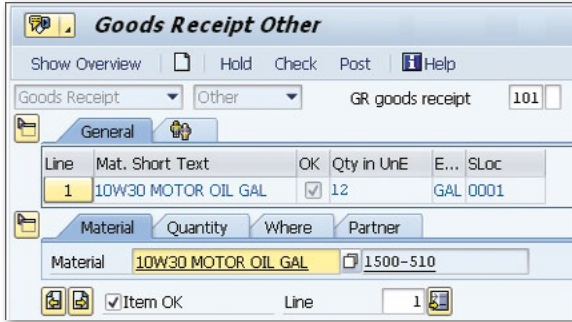 Goods Receipt Other
Show Overview Hold Check Post Help
Goods Receipt Other GR goods receipt 101
General
Line Mat. Short Text OK Qty in UnE E... SLoc
1 10W30 MOTOR OIL GAL 12 GAL 0001
Material Quantity Where Partner
Material 10W30 MOTOR OIL GAL 1500-510
Item OK Line 1